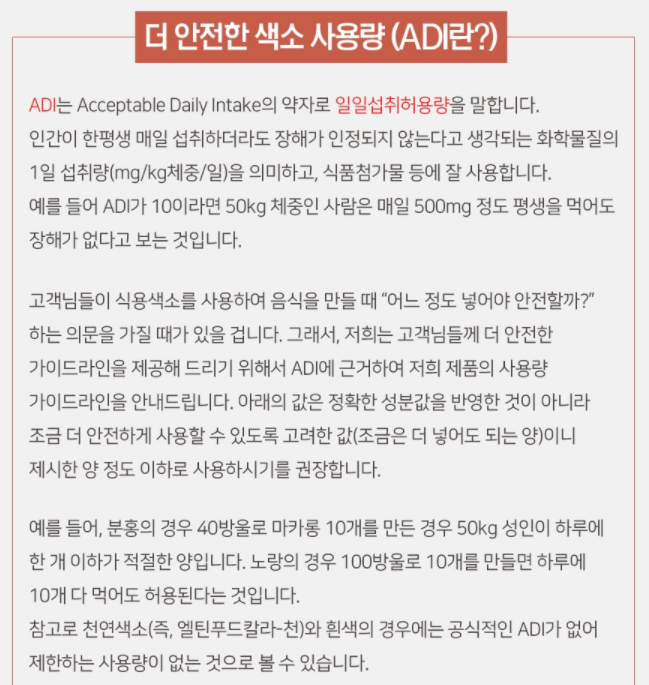 더 안전한 색소 사용량 (ADI란?)
ADI는 Acceptable Daily Intake의 약자로 일일섭취허용량을 말합니다.
인간이 한평생 매일 섭취하더라도 장해가 인정되지 않는다고 생각되는 화학물질의
1일 섭취량(mg/kg체중/일)을 의미하고, 식품첨가물 등에 잘 사용합니다.
예를 들어 ADI가 10이라면 50kg 체중인 사람은 매일 500mg 정도 평생을 먹어도
장해가 없다고 보는 것입니다.
고객님들이 식용색소를 사용하여 음식을 만들 때 “어느 정도 넣어야 안전할까?”
하는 의문을 가질 때가 있을 겁니다. 그래서, 저희는 고객님들께 더 안전한
가이드라인을 제공해 드리기 위해서 ADI에 근거하여 저희 제품의 사용량
가이드라인을 안내드립니다. 아래의 값은 정확한 성분값을 반영한 것이 아니라
조금 더 안전하게 사용할 수 있도록 고려한 값(조금은 더 넣어도 되는 양)이니
제시한 양 정도 이하로 사용하시기를 권장합니다.
예를 들어, 분홍의 경우 40방울로 마카롱 10개를 만든 경우 50kg 성인이 하루에
한 개 이하가 적절한 양입니다. 노랑의 경우 100방울로 10개를 만들면 하루에
10개 다 먹어도 허용된다는 것입니다.
참고로 천연색소(즉, 엘틴푸드칼라-천)와 흰색의 경우에는 공식적인 ADI가 없어
제한하는 사용량이 없는 것으로 볼 수 있습니다.